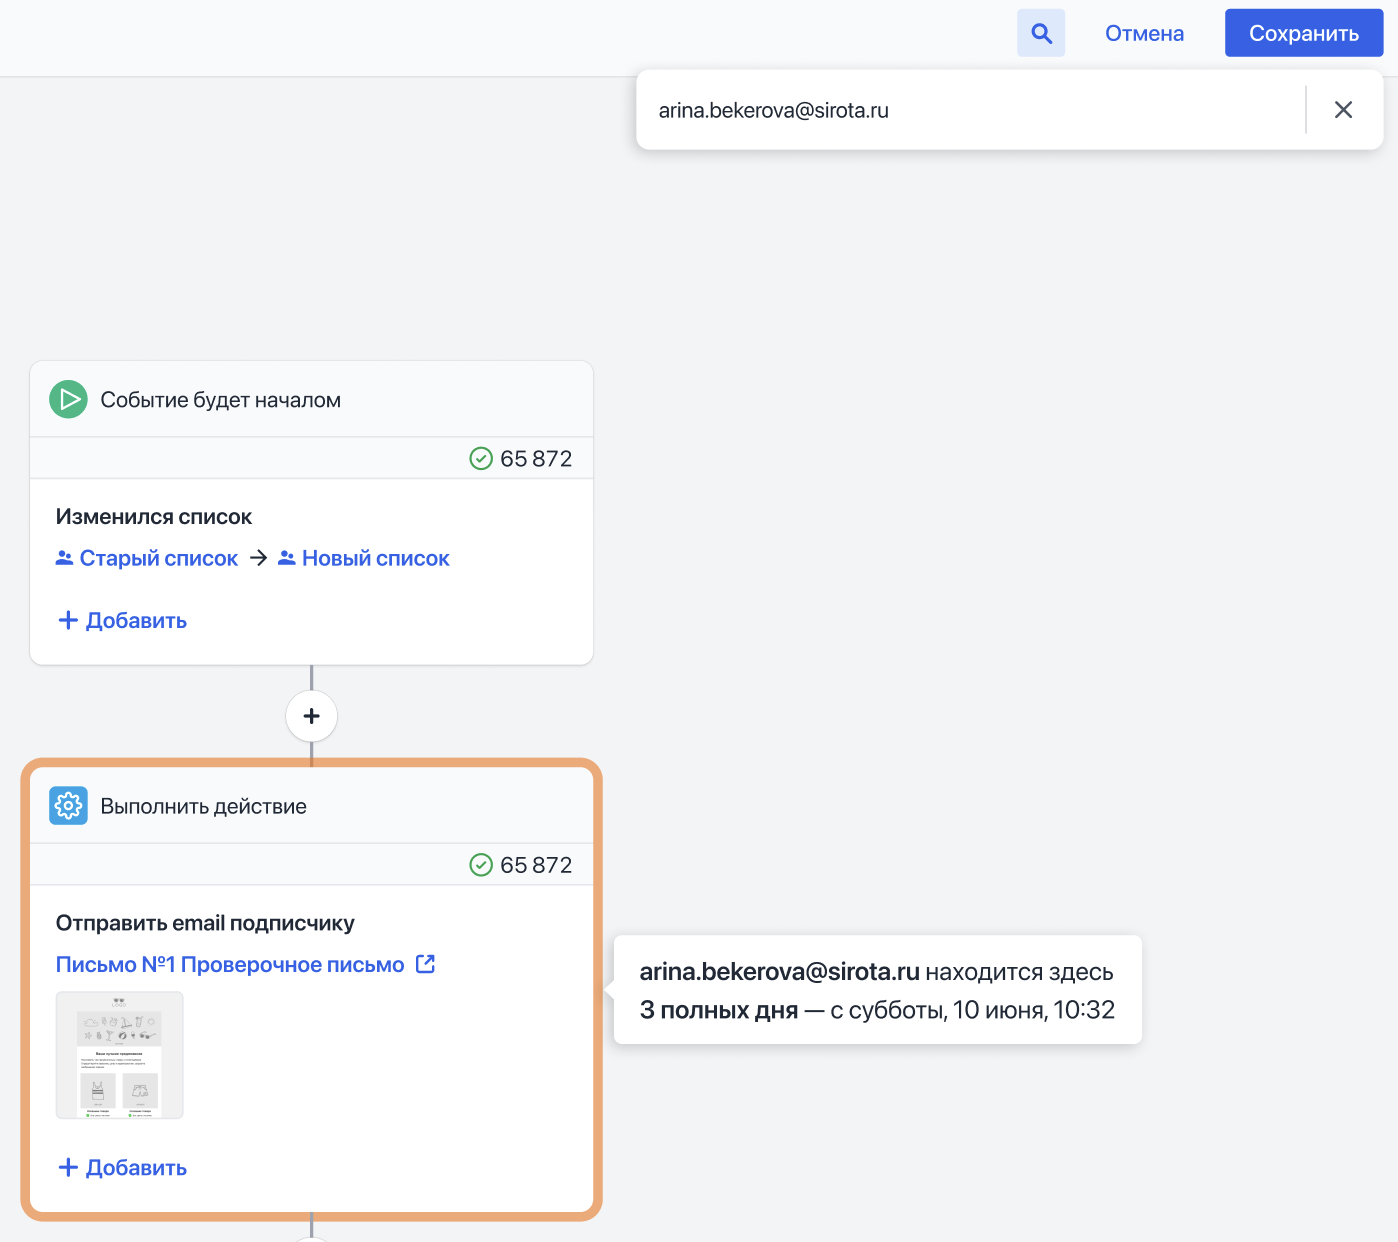 Отмена
Сохранить
arina.bekerova@sirota.ru
Событие будет началом
65 872
Изменился список
Старый список → Новый список
+ Добавить
+
Выполнить действие
65 872
Отправить email подписчику
Письмо №1 Проверочное письмо
+ Добавить
arina.bekerova@sirota.ru находится здесь
3 полных дня — с субботы, 10 июня, 10:32